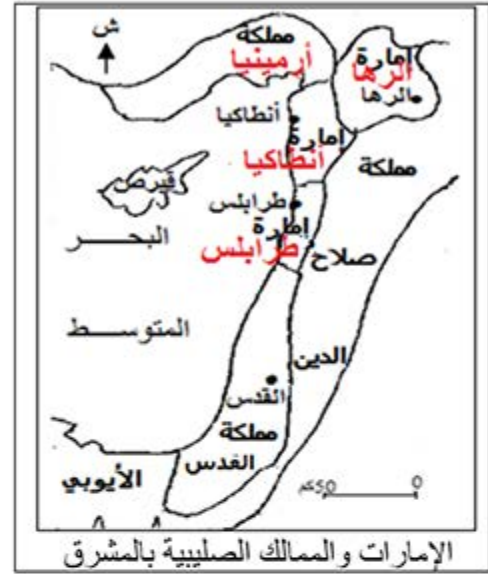 ش
مملكة
أرمينيا
إمارة
الرها
الرها
أنطاكيا
إمارة
أنطاكيا
مملكة
قبرص
طرابلس
إمارة
طرابلس
صلاح
البحر
المتوسط
الدين
القدس
مملكة
القدس
الأيوبي
50كم
0
الإمارات والممالك الصليبية بالمشرق